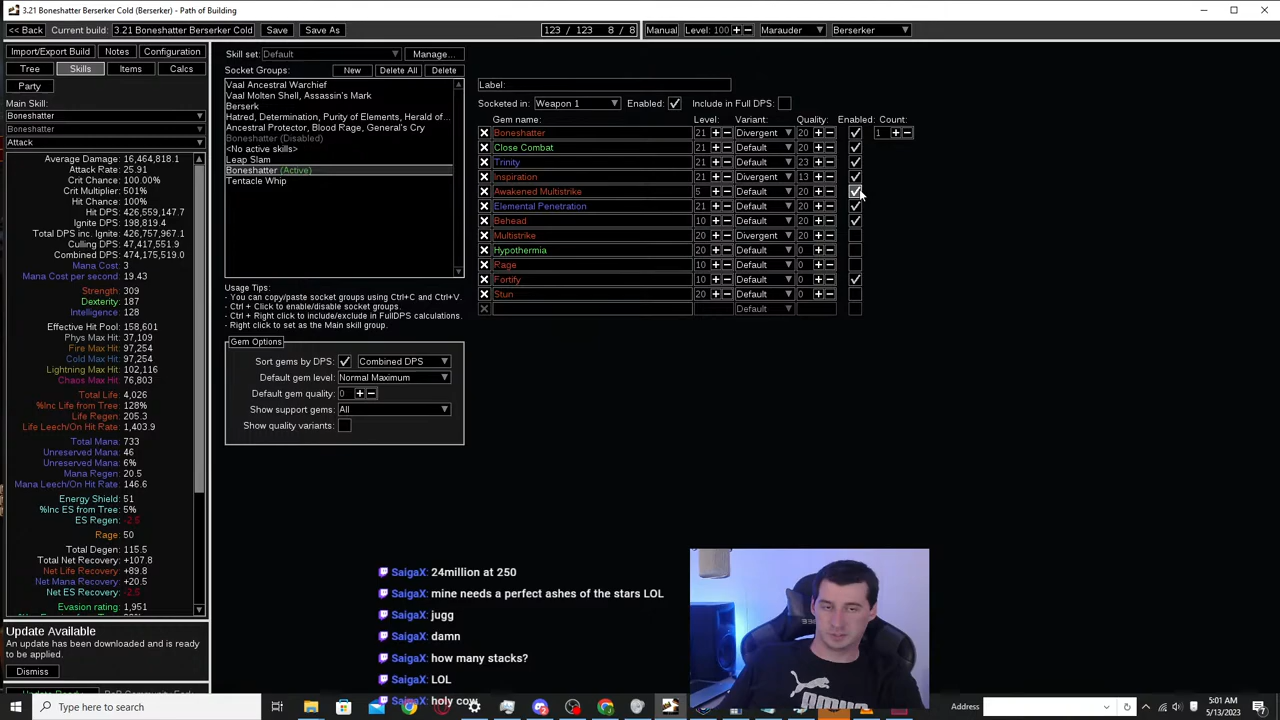 3.21 Boneshatter Berserker Cold (Berserker) - Path of Building
<< Back Current build: 3.21 Boneshatter Berserker Cold Save Save As 123 / 123 8 / 8 Manual Level: 100 Marauder Berserker
Import/Export Build Notes Configuration
Tree Skills Items Calcs
Party
Main Skill:
Boneshatter
Boneshatter
Attack
Average Damage: 16,464,818.1
Attack Rate: 25.91
Crit Chance: 100.00%
Crit Multiplier: 501%
Hit Chance: 100%
Hit DPS: 426,559,147.7
Ignite DPS: 198,819.4
Total DPS inc. Ignite: 426,757,967.1
Culling DPS: 47,417,551.9
Combined DPS: 474,175,510.0
Mana Cost: 3
Mana Cost per second: 19.43
Strength: 309
Dexterity: 187
Intelligence: 128
Effective Hit Pool: 158,601
Phys Max Hit: 37,109
Fire Max Hit: 97,254
Cold Max Hit: 97,254
Lightning Max Hit: 102,116
Chaos Max Hit: 76,803
Total Life: 4,026
%Inc Life from Tree: 128%
Life Regen: 205.3
Life Leech/On Hit Rate: 1,403.9
Total Mana: 733
Unreserved Mana: 46
Unreserved Mana: 6%
Mana Regen: 20.5
Mana Leech/On Hit Rate: 146.6
Energy Shield: 51
%Inc ES from Tree: 5%
ES Regen: -2.5
Rage: 50
Total Degen: 115.5
Total Net Recovery: +107.8
Net Life Recovery: +89.8
Net Mana Recovery: +20.5
Net ES Recovery: -2.5
Evasion rating: 1,951
Update Available
An update has been downloaded and is ready
to be applied.
Dismiss
Skill set: Default Manage...
Socket Groups: New Delete All Delete
Vaal Ancestral Warchief
Vaal Molten Shell, Assassin's Mark
Berserk
Hatred, Determination, Purity of Elements, Herald of...
Ancestral Protector, Blood Rage, General's Cry
Boneshatter (Disabled)
<No active skills>
Leap Slam
Boneshatter (Active)
Tentacle Whip
Usage Tips:
- You can copy/paste socket groups using Ctrl+C and Ctrl+V.
- Ctrl + Click to enable/disable socket groups.
- Ctrl + Right click to include/exclude in FullDPS calculations.
- Right click to set as the Main skill group.
Gem Options
Sort gems by DPS: Combined DPS
Default gem level: Normal Maximum
Default gem quality: 0
Show support gems: All
Show quality variants:
Label:
Socketed in: Weapon 1 Enabled: Include in Full DPS:
Gem name: Level: Variant: Quality: Enabled: Count:
Boneshatter 21 Divergent 20 1
Close Combat 21 Default 20
Trinity 21 Default 23
Inspiration 21 Divergent 13
Awakened Multistrike 5 Default 20
Elemental Penetration 21 Default 20
Behead 10 Default 20
Multistrike 20 Divergent 20
Hypothermia 20 Default 0
Rage 10 Default 0
Fortify 10 Default 0
Stun 20 Default 0
Default
SaigaX: 24million at 250
SaigaX: mine needs a perfect ashes of the stars LOL
SaigaX: jugg
SaigaX: damn
SaigaX: how many stacks?
SaigaX: LOL
SaigaX: holy cow
Type here to search
Address
5:01 AM
5/13/2023